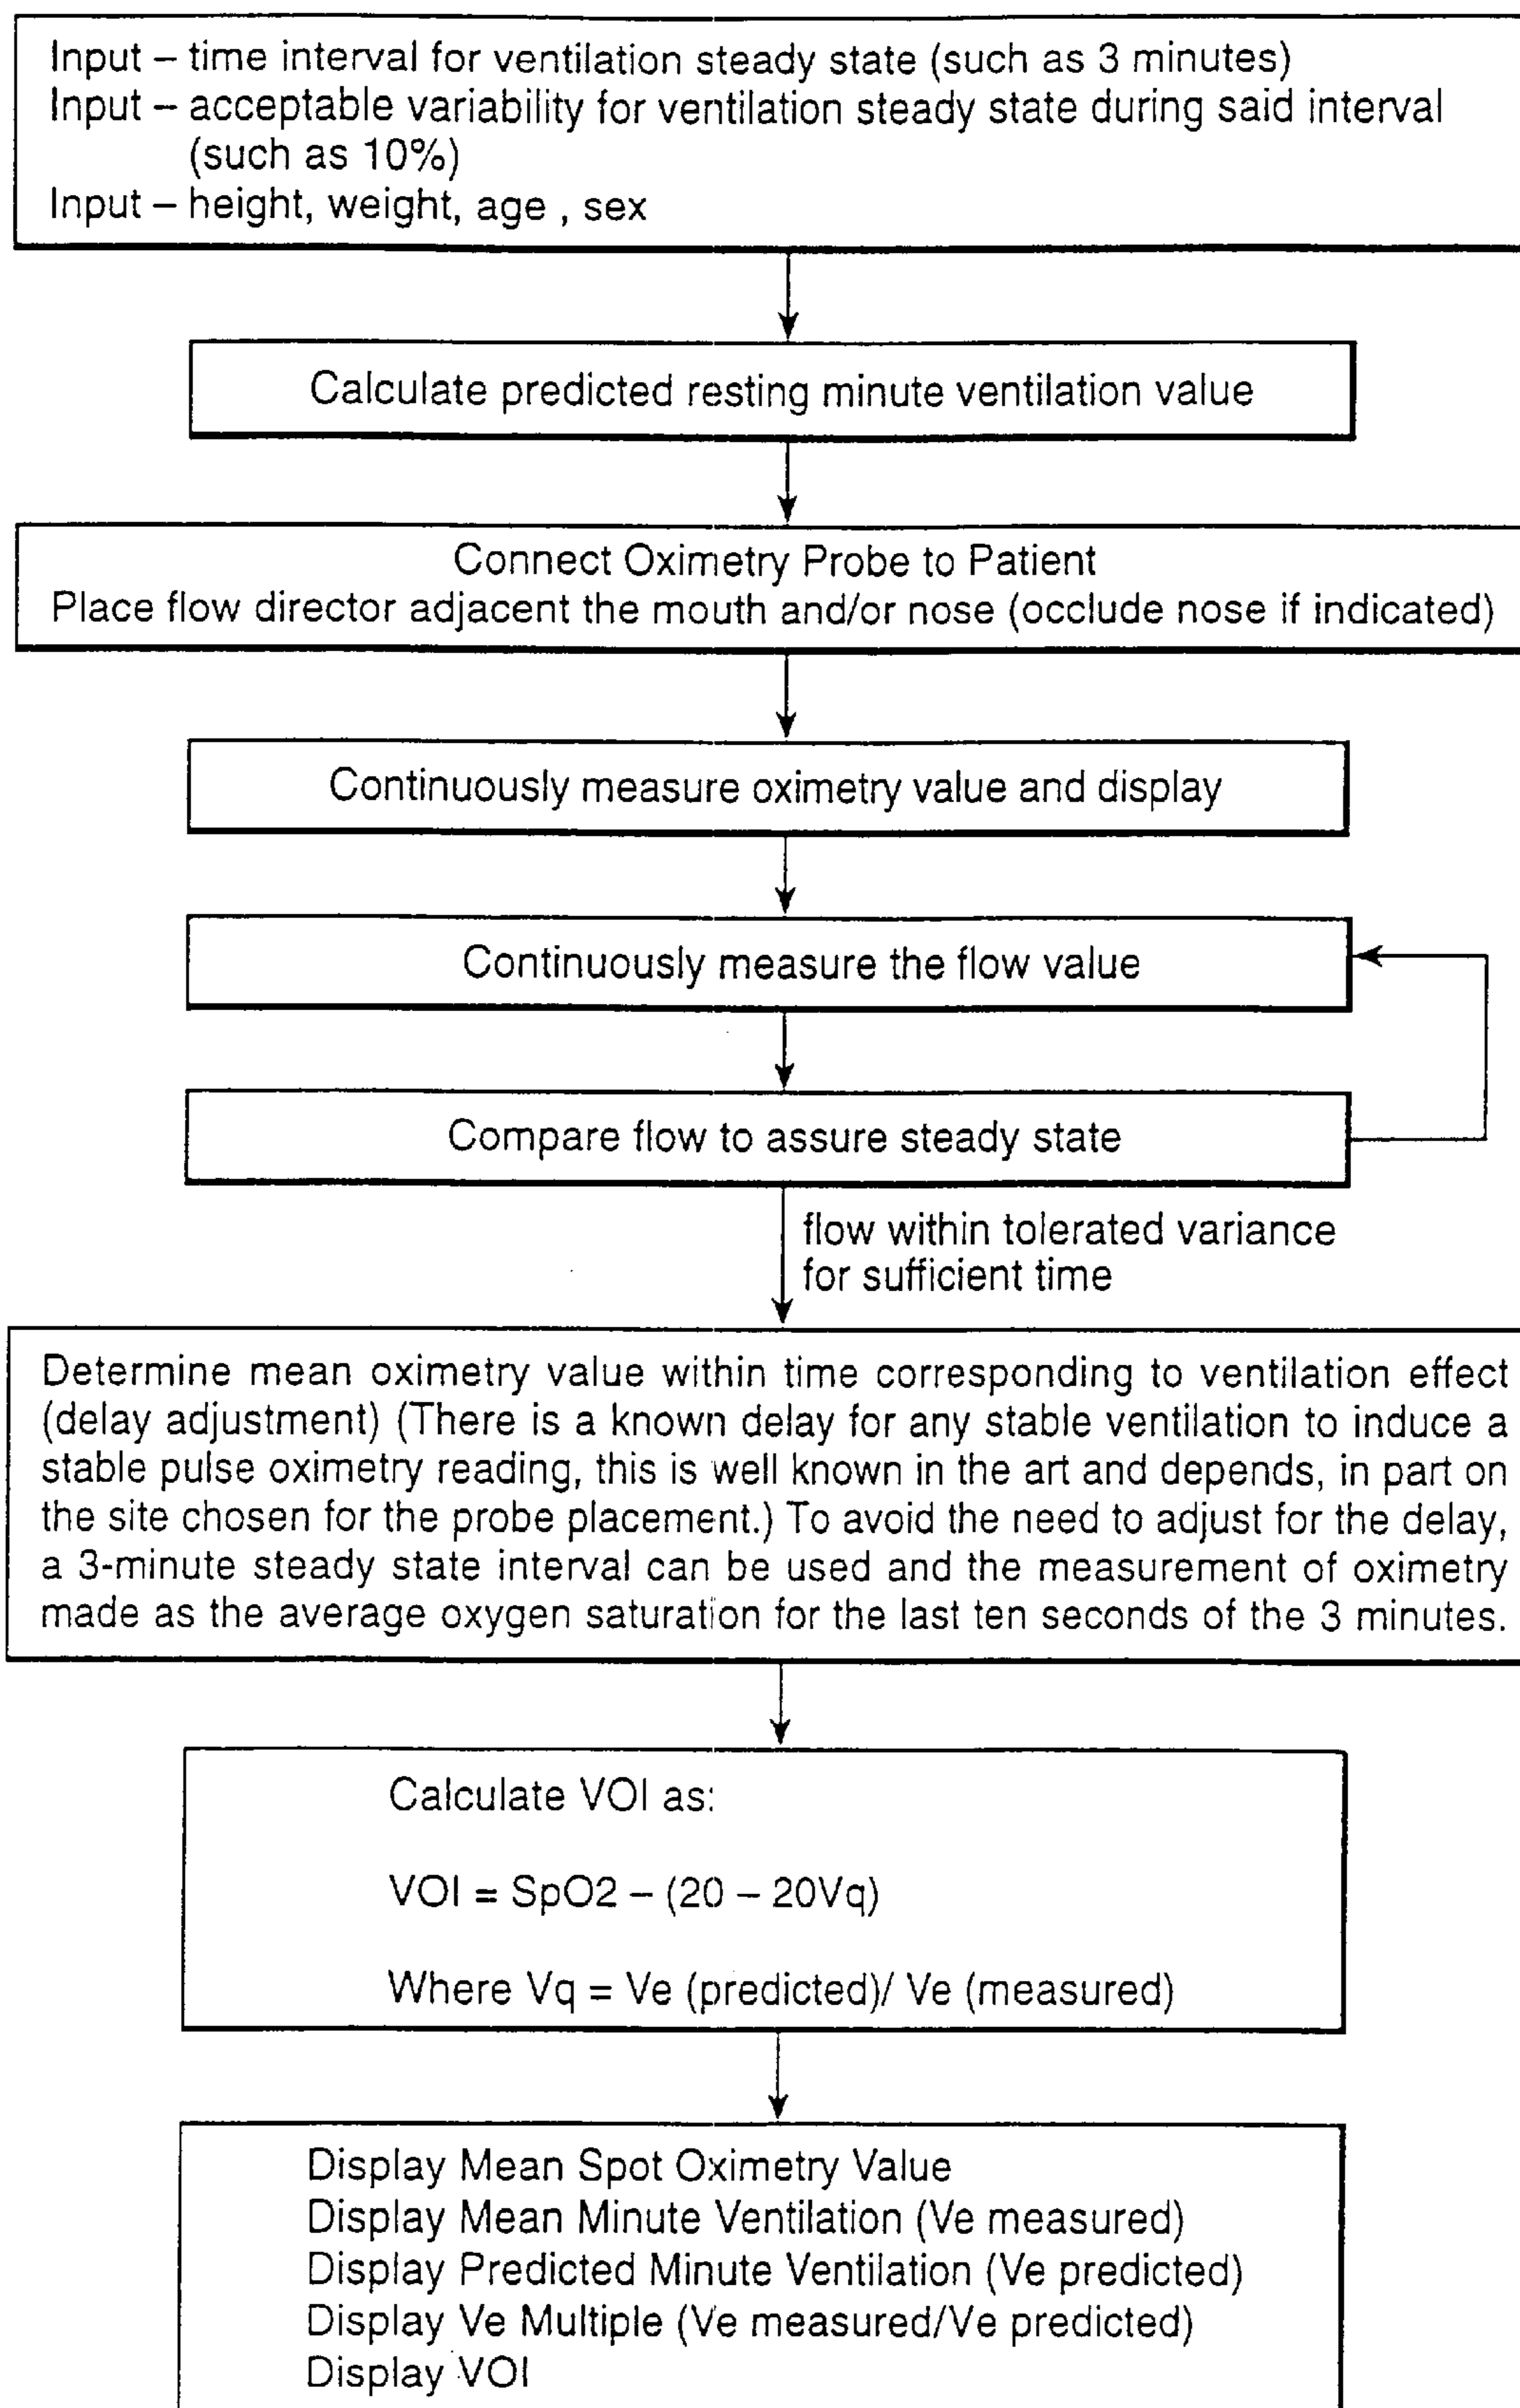 Input – time interval for ventilation steady state (such as 3 minutes)
Input – acceptable variability for ventilation steady state during said interval
(such as 10%)
Input – height, weight, age , sex
Calculate predicted resting minute ventilation value
Connect Oximetry Probe to Patient
Place flow director adjacent the mouth and/or nose (occlude nose if indicated)
Continuously measure oximetry value and display
Continuously measure the flow value
Compare flow to assure steady state
flow within tolerated variance
for sufficient time
Determine mean oximetry value within time corresponding to ventilation effect
(delay adjustment) (There is a known delay for any stable ventilation to induce a
stable pulse oximetry reading, this is well known in the art and depends, in part on
the site chosen for the probe placement.) To avoid the need to adjust for the delay,
a 3-minute steady state interval can be used and the measurement of oximetry
made as the average oxygen saturation for the last ten seconds of the 3 minutes.
Calculate VOI as:
VOI = SpO2 – (20 – 20Vq)
Where Vq = Ve (predicted)/ Ve (measured)
Display Mean Spot Oximetry Value
Display Mean Minute Ventilation (Ve measured)
Display Predicted Minute Ventilation (Ve predicted)
Display Ve Multiple (Ve measured/Ve predicted)
Display VOI